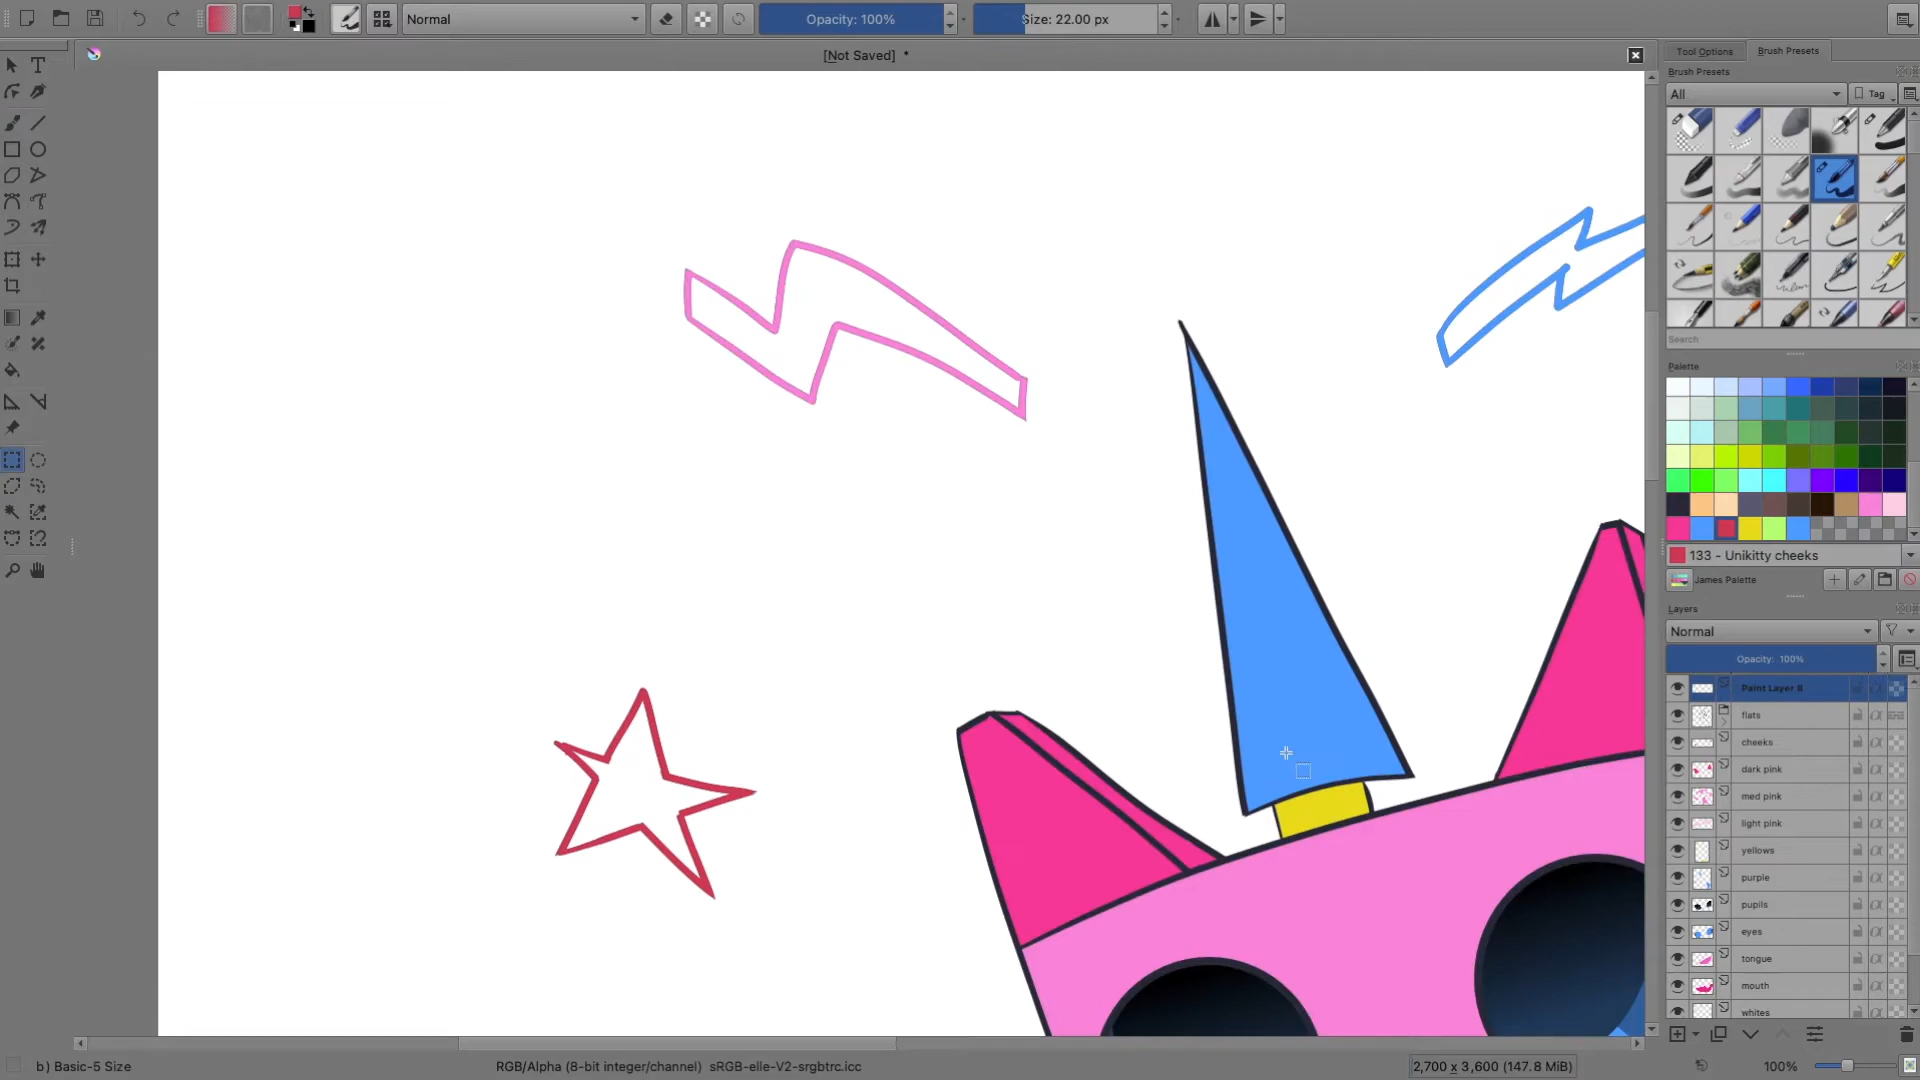 Normal
Opacity: 100%
Size: 22.00 px
[Not Saved] *
Tool Options
Brush Presets
Brush Presets
All
Tag
Search
Palette
133 - Unikitty cheeks
James Palette
Layers
Normal
Opacity: 100%
Paint Layer 8
flats
cheeks
dark pink
med pink
light pink
yellows
purple
pupils
eyes
tongue
mouth
whites
b) Basic-5 Size
RGB/Alpha (8-bit integer/channel) sRGB-elle-V2-srgbtrc.icc
2,700 x 3,600 (147.8 MiB)
100%